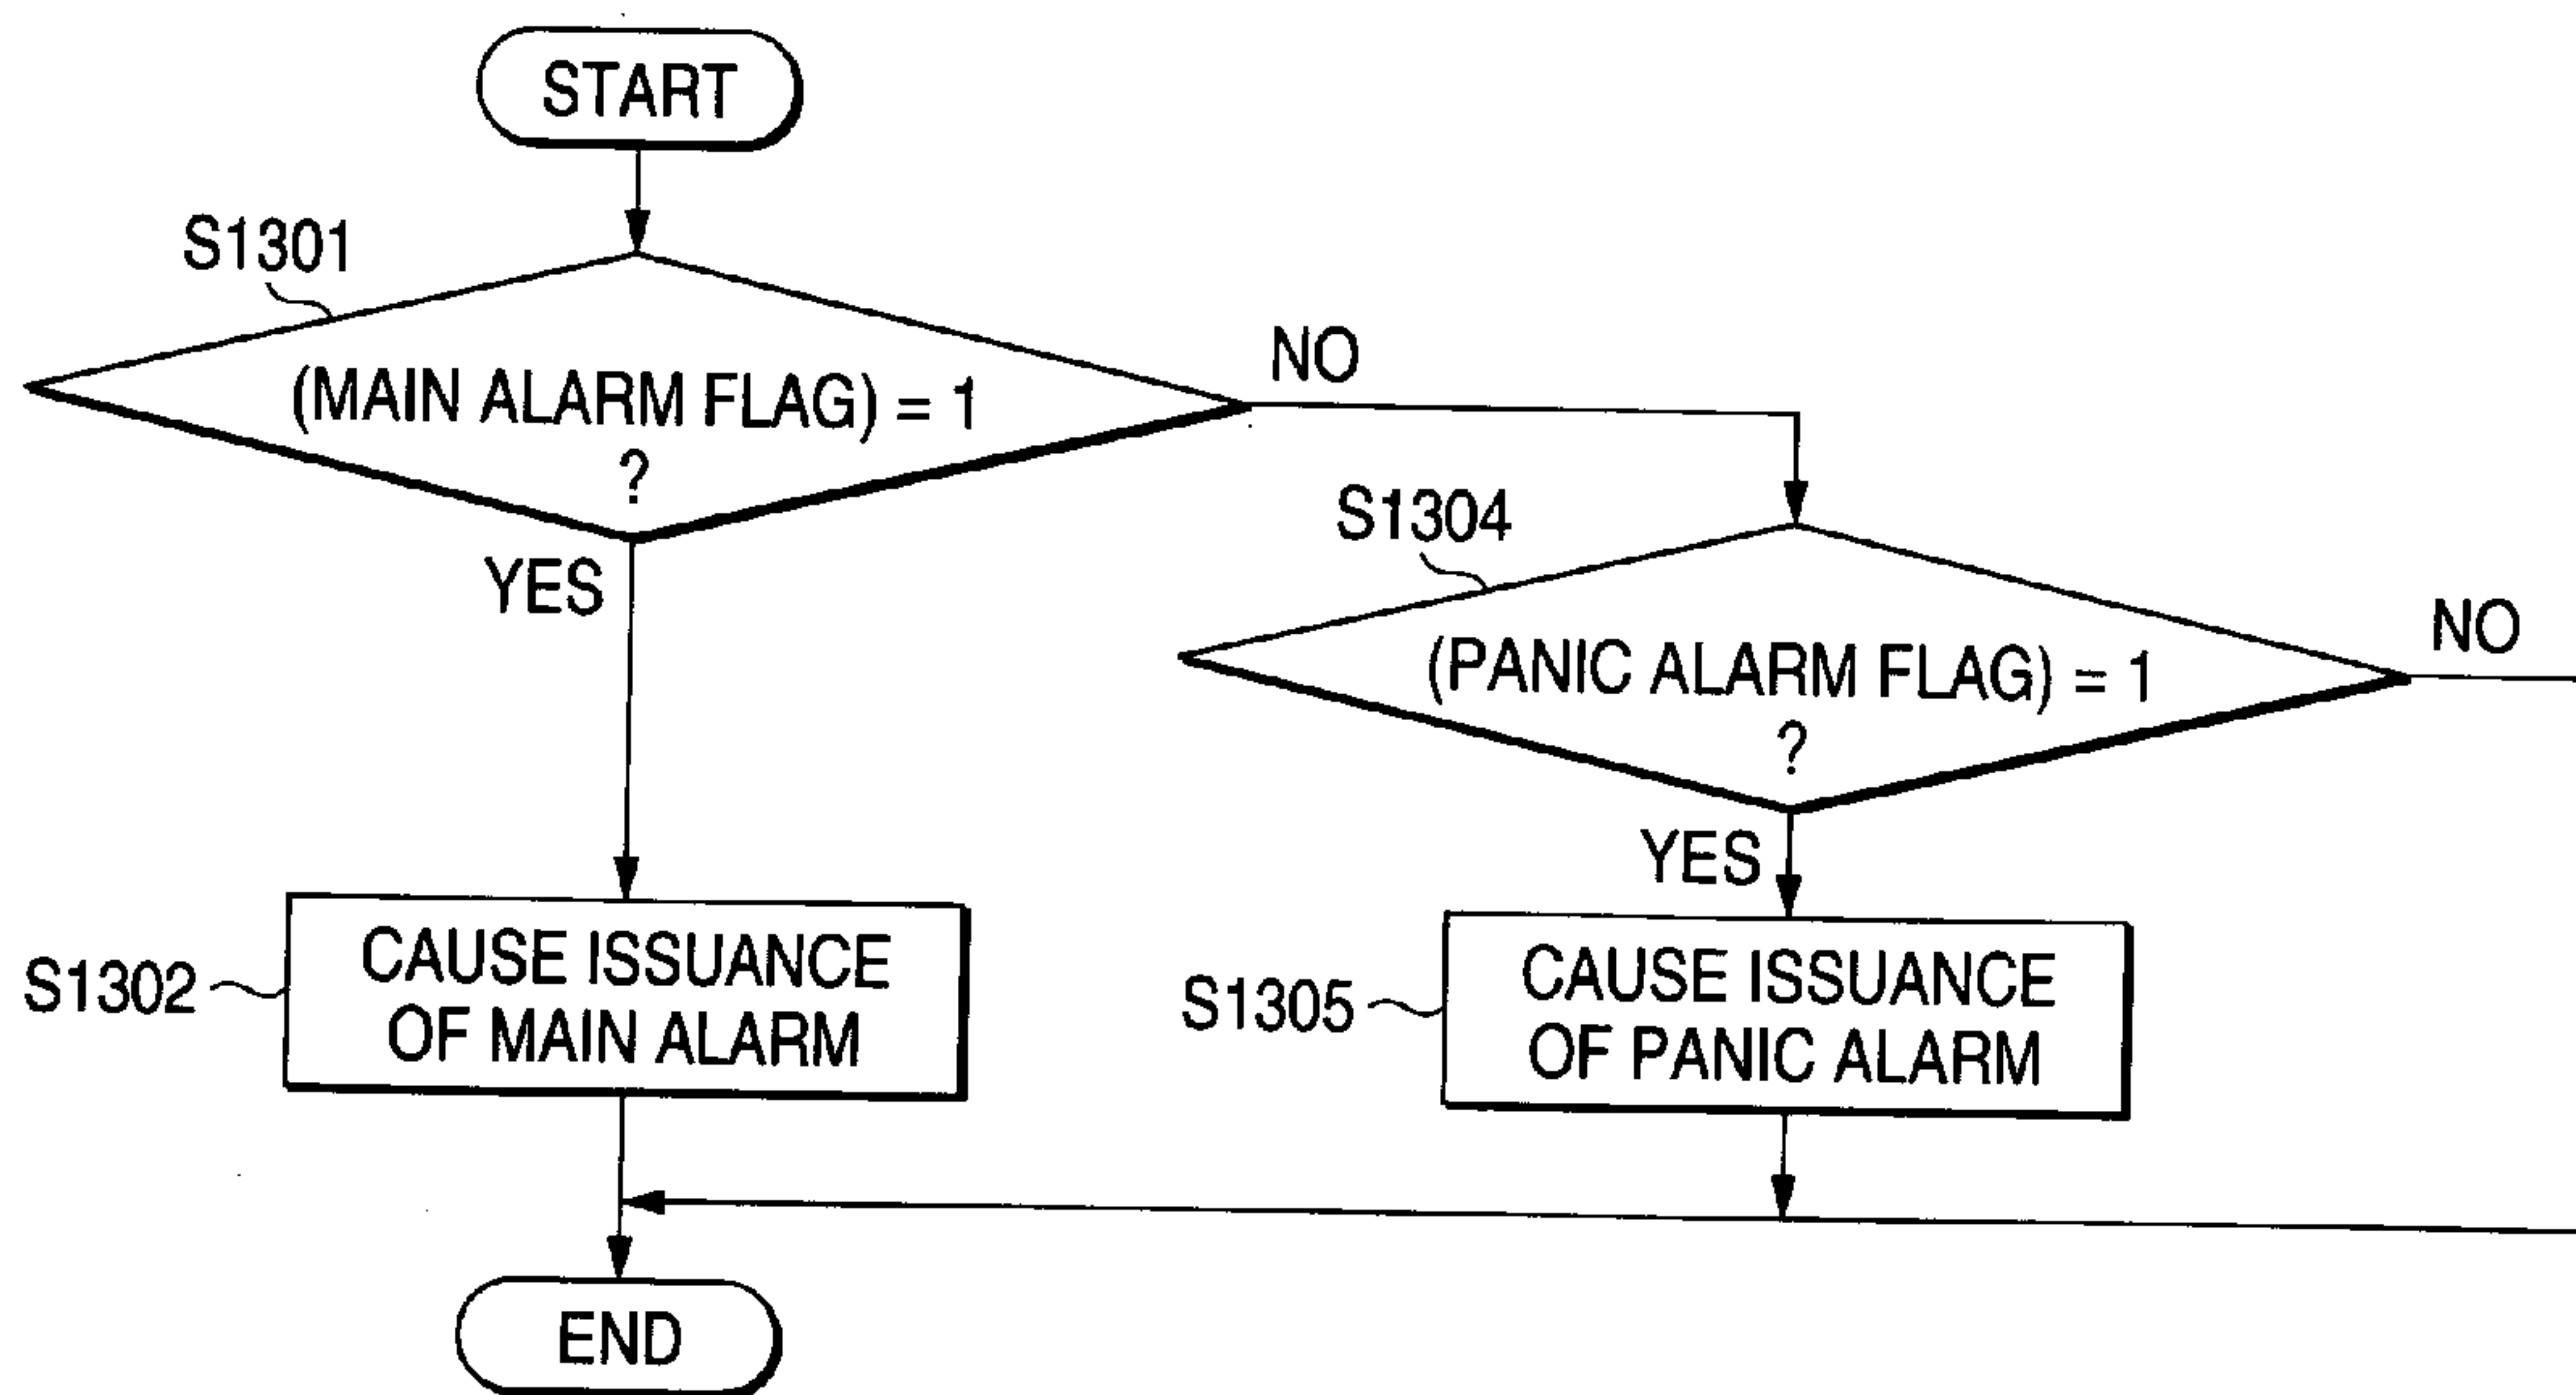 START
S1301
(MAIN ALARM FLAG) = 1
?
NO
YES
S1304
(PANIC ALARM FLAG) = 1
?
NO
YES
S1302
CAUSE ISSUANCE
OF MAIN ALARM
S1305
CAUSE ISSUANCE
OF PANIC ALARM
END